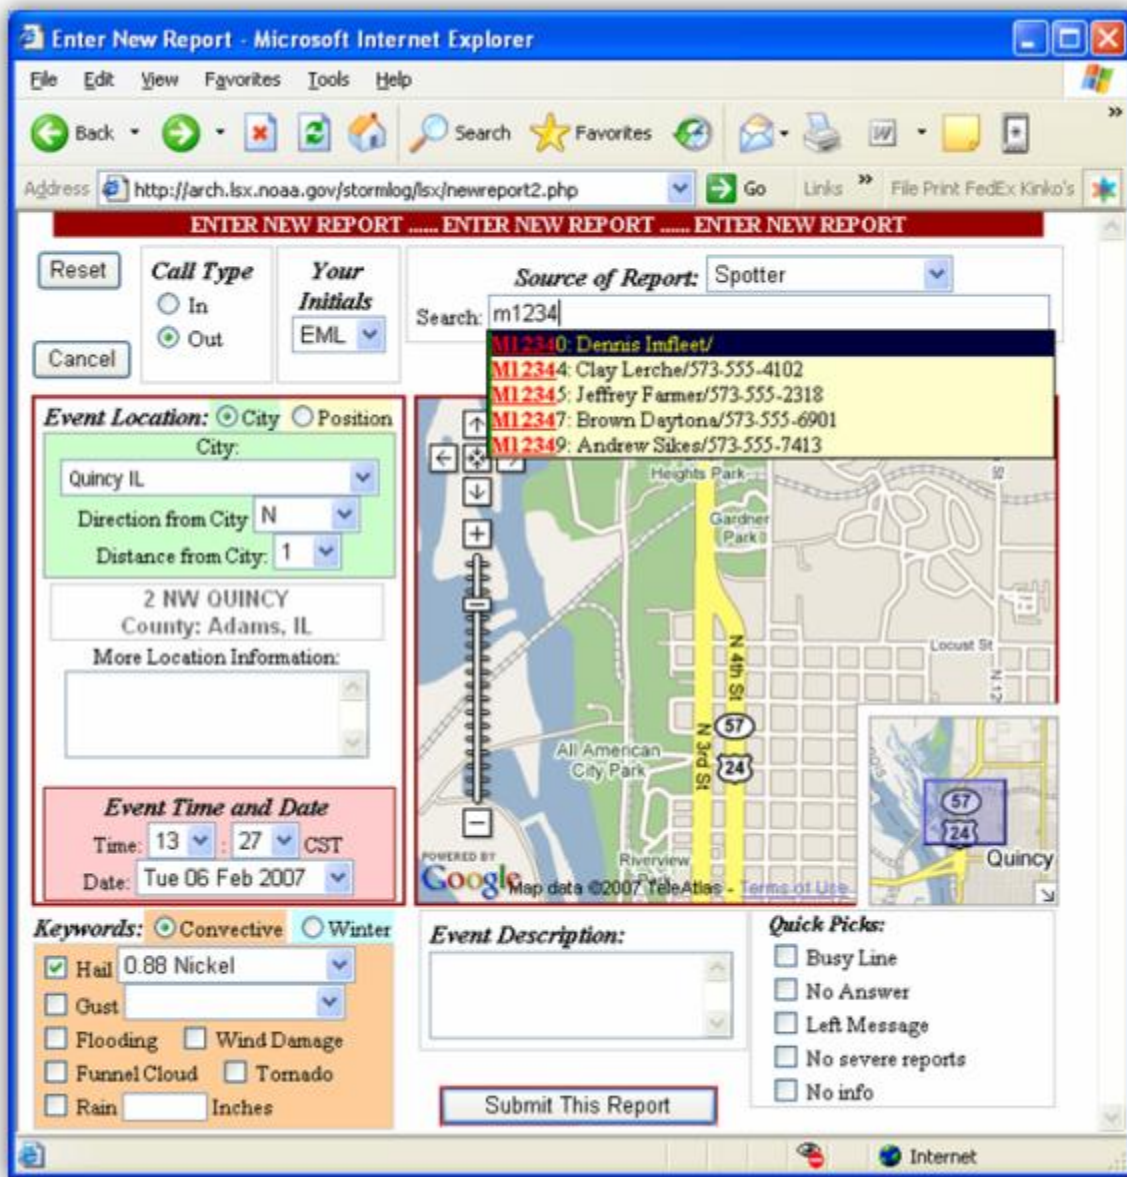 Enter New Report - Microsoft Internet Explorer
File Edit View Favorites Tools Help
Back Search Favorites
Address http://arch.lsx.noaa.gov/stormlog/lsx/newreport2.php Go Links » File Print FedEx Kinko's
ENTER NEW REPORT ...... ENTER NEW REPORT ...... ENTER NEW REPORT
Reset
Cancel
Call Type
In
Out
Your
Initials
EML
Source of Report: Spotter
Search: m1234
M12340: Dennis Imfleet/
M12344: Clay Lerche/573-555-4102
M12345: Jeffrey Farmer/573-555-2318
M12347: Brown Daytona/573-555-6901
M12349: Andrew Sikes/573-555-7413
Event Location: City Position
City:
Quincy IL
Direction from City N
Distance from City: 1
2 NW QUINCY
County: Adams, IL
More Location Information:
Event Time and Date
Time: 13 : 27 CST
Date: Tue 06 Feb 2007
Heights Park
Gardner
Park
Locust St
N 12
St
N 4th St
N 3rd St
57
24
All American
City Park
Riverview
Park
POWERED BY
Google
Map data ©2007 TeleAtlas - Terms of Use
57
24
Quincy
Keywords: Convective Winter
Hail 0.88 Nickel
Gust
Flooding Wind Damage
Funnel Cloud Tornado
Rain Inches
Event Description:
Submit This Report
Quick Picks:
Busy Line
No Answer
Left Message
No severe reports
No info
Internet